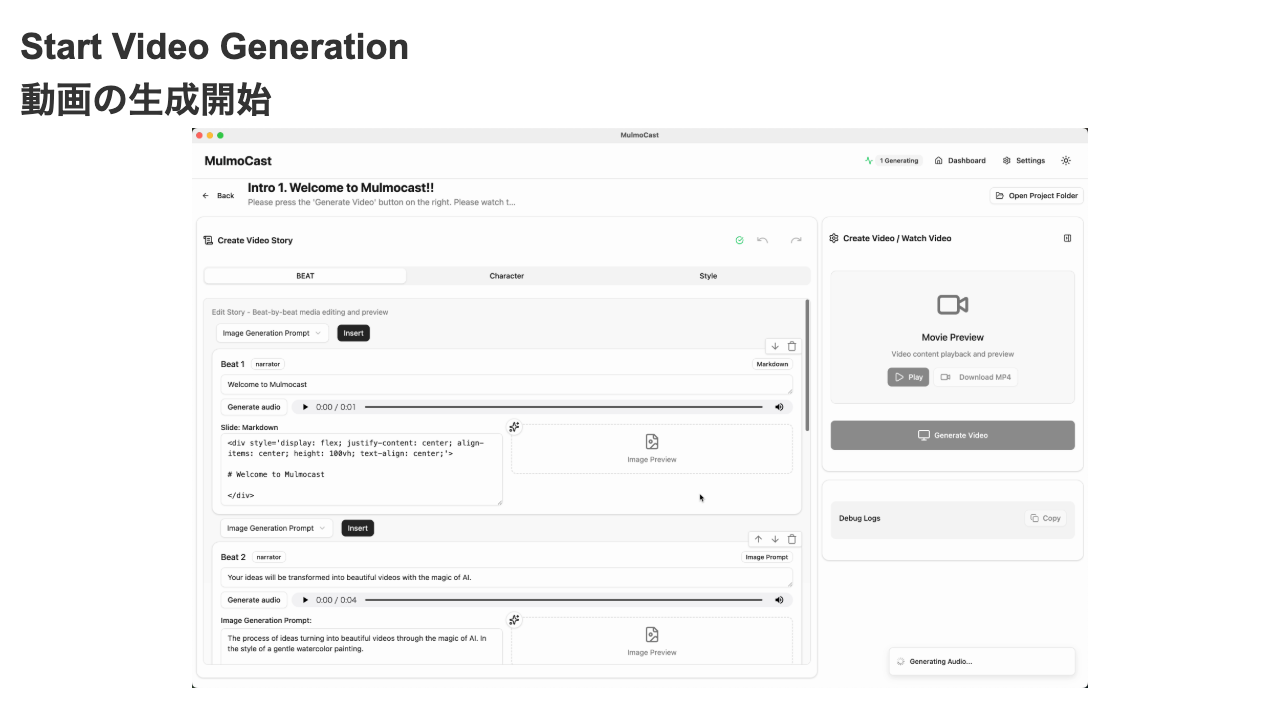 Start Video Generation
動画の生成開始
MulmoCast
MulmoCast
1 Generating
Dashboard
Settings
Back
Intro 1. Welcome to Mulmocast!!
Please press the 'Generate Video' button on the right. Please watch t...
Open Project Folder
Create Video Story
BEAT
Character
Style
Edit Story - Beat-by-beat media editing and preview
Image Generation Prompt
Insert
Beat 1
narrator
Markdown
Welcome to Mulmocast
Generate audio
0:00 / 0:01
Slide: Markdown
<div style='display: flex; justify-content: center; align-
items: center; height: 100vh; text-align: center;'>
# Welcome to Mulmocast
</div>
Image Preview
Image Generation Prompt
Insert
Beat 2
narrator
Image Prompt
Your ideas will be transformed into beautiful videos with the magic of AI.
Generate audio
0:00 / 0:04
Image Generation Prompt:
The process of ideas turning into beautiful videos through the magic of AI. In
the style of a gentle watercolor painting.
Image Preview
Create Video / Watch Video
Movie Preview
Video content playback and preview
Play
Download MP4
Generate Video
Debug Logs
Copy
Generating Audio...